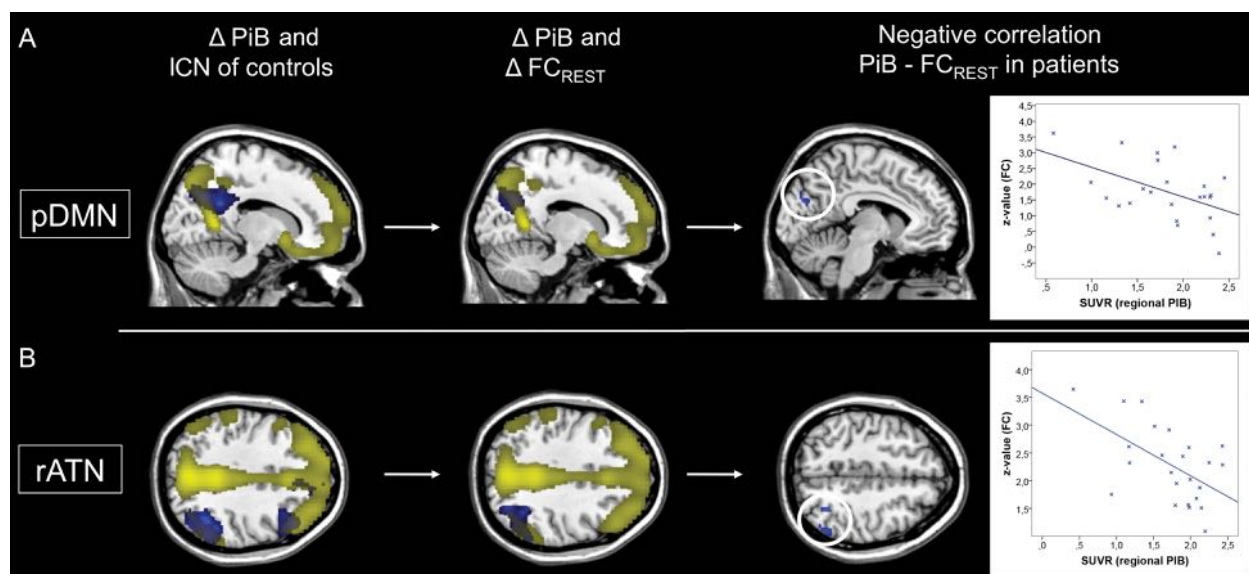 A
Δ PiB and
ICN of controls
Δ PiB and
Δ FC_REST
Negative correlation
PiB - FC_REST in patients
pDMN
z-value (FC)
4,5
4,0
3,5
3,0
2,5
2,0
1,5
1,0
,5
,0
-,5
,5 1,0 1,5 2,0 2,5
SUVR (regional PIB)
B
rATN
z-value (FC)
4,0
3,5
3,0
2,5
2,0
1,5
,0 ,5 1,0 1,5 2,0 2,5
SUVR (regional PIB)